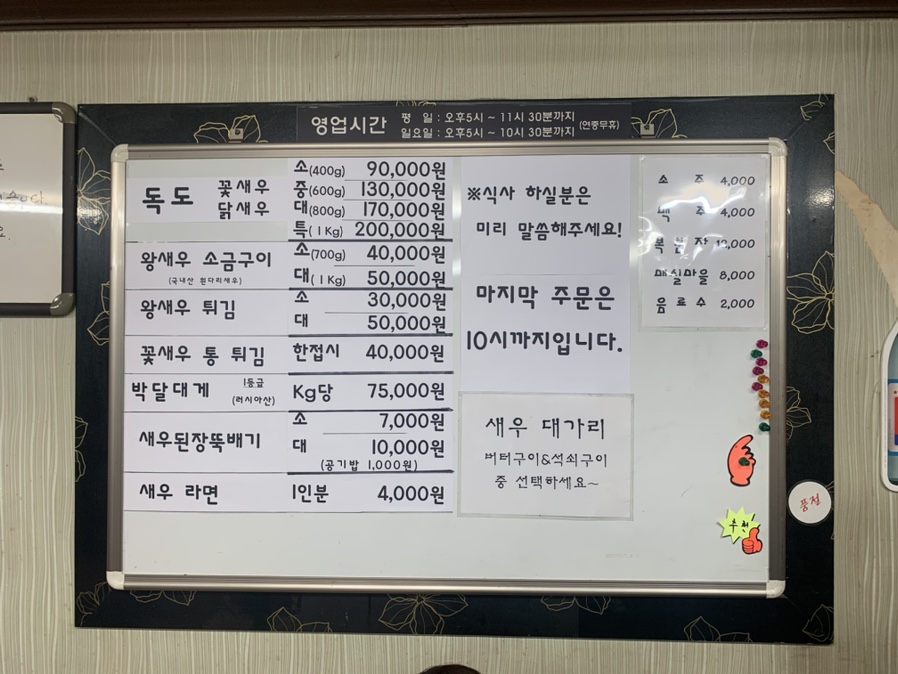 영업시간
평 일 : 오후5시 ~ 11시 30분까지
일요일 : 오후5시 ~ 10시 30분까지
(연중무휴)
독도
꽃새우
닭새우
소(400g) 90,000원
중(600g) 130,000원
대(800g) 170,000원
특(1Kg) 200,000원
왕새우 소금구이
(국내산 흰다리새우)
소(700g) 40,000원
대(1Kg) 50,000원
왕새우 튀김
소 30,000원
대 50,000원
꽃새우 통 튀김 한접시 40,000원
박달대게 1등급
(러시아산)
Kg당 75,000원
새우된장뚝배기
소 7,000원
대 10,000원
(공기밥 1,000원)
새우 라면 1인분 4,000원
※식사 하실분은
미리 말씀해주세요!
마지막 주문은
10시까지입니다.
새우 대가리
버터구이&석쇠구이
중 선택하세요~
소 주 4,000
맥 주 4,000
복분자
매실마을 8,000
음료수 2,000
추천
품절